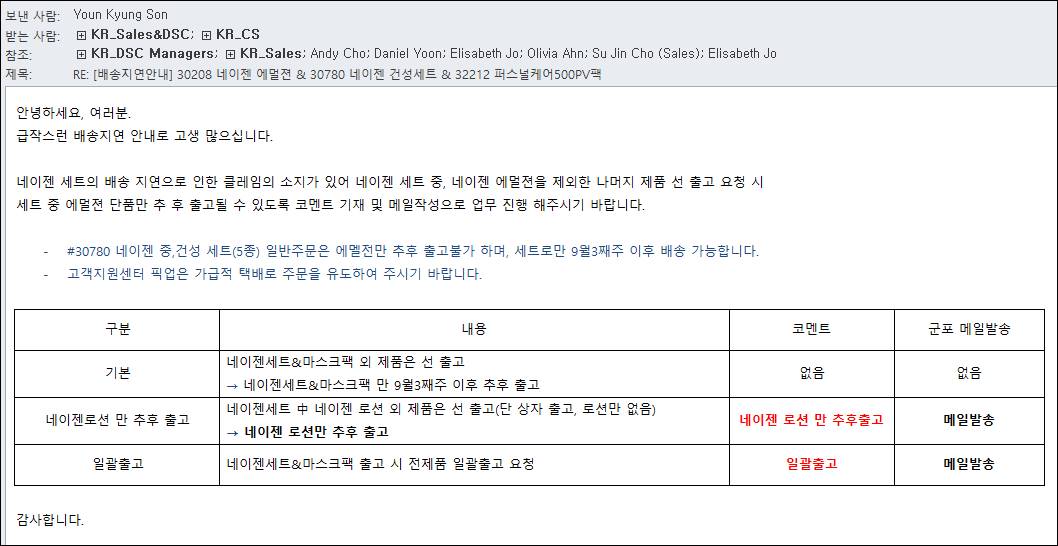 보낸 사람: Youn Kyung Son
받는 사람: KR_Sales&DSC; KR_CS
참조: KR_DSC Managers; KR_Sales; Andy Cho; Daniel Yoon; Elisabeth Jo; Olivia Ahn; Su Jin Cho (Sales); Elisabeth Jo
제목: RE: [배송지연안내] 30208 네이젠 에멀젼 & 30780 네이젠 건성세트 & 32212 퍼스널케어500PV팩
안녕하세요, 여러분.
급작스런 배송지연 안내로 고생 많으십니다.
네이젠 세트의 배송 지연으로 인한 클레임의 소지가 있어 네이젠 세트 중, 네이젠 에멀젼을 제외한 나머지 제품 선 출고 요청 시
세트 중 에멀젼 단품만 추 후 출고될 수 있도록 코멘트 기재 및 메일작성으로 업무 진행 해주시기 바랍니다.
- #30780 네이젠 중,건성 세트(5종) 일반주문은 에멜젼만 추후 출고불가 하며, 세트로만 9월3째주 이후 배송 가능합니다.
- 고객지원센터 픽업은 가급적 택배로 주문을 유도하여 주시기 바랍니다.
구분 내용 코멘트 군포 메일발송
네이젠세트&마스크팩 외 제품은 선 출고
기본 없음 없음
→ 네이젠세트&마스크팩 만 9월3째주 이후 추후 출고
네이젠세트 中 네이젠 로션 외 제품은 선 출고(단 상자 출고, 로션만 없음)
네이젠로션 만 추후 출고 네이젠 로션 만 추후출고 메일발송
→ 네이젠 로션만 추후 출고
일괄출고 네이젠세트&마스크팩 출고 시 전제품 일괄출고 요청 일괄출고 메일발송
감사합니다.